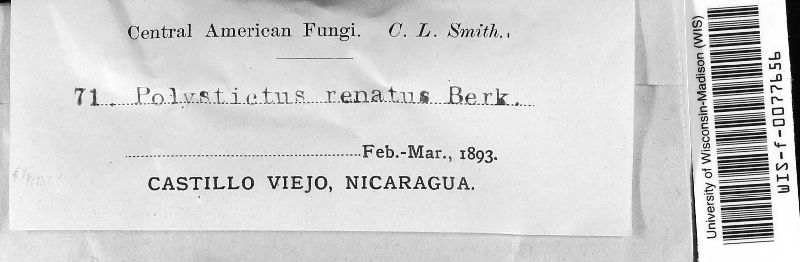 Central American Fungi. C. L. Smith.
71. Polystictus renatus Berk.
Feb.-Mar., 1893.
CASTILLO VIEJO, NICARAGUA.
University of Wisconsin-Madison (WIS)
WIS-f-0077656